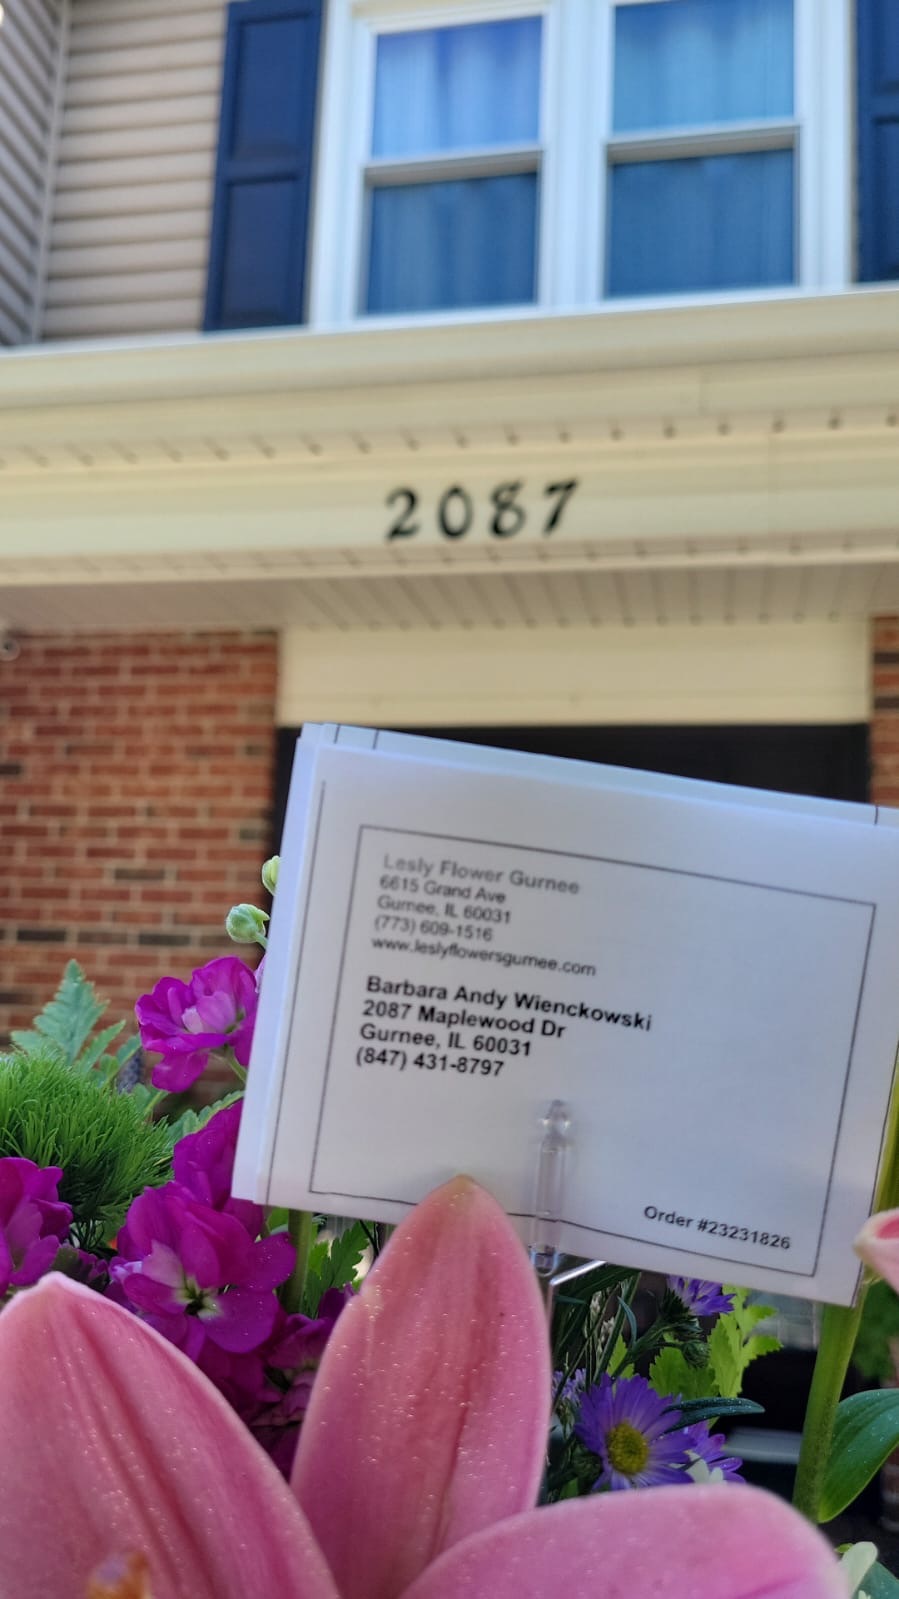 2087
Lesly Flower Gurnee
6615 Grand Ave
Gurnee, IL 60031
(773) 609-1516
www.leslyflowersgurnee.com
Barbara Andy Wienckowski
2087 Maplewood Dr
Gurnee, IL 60031
(847) 431-8797
Order #23231826